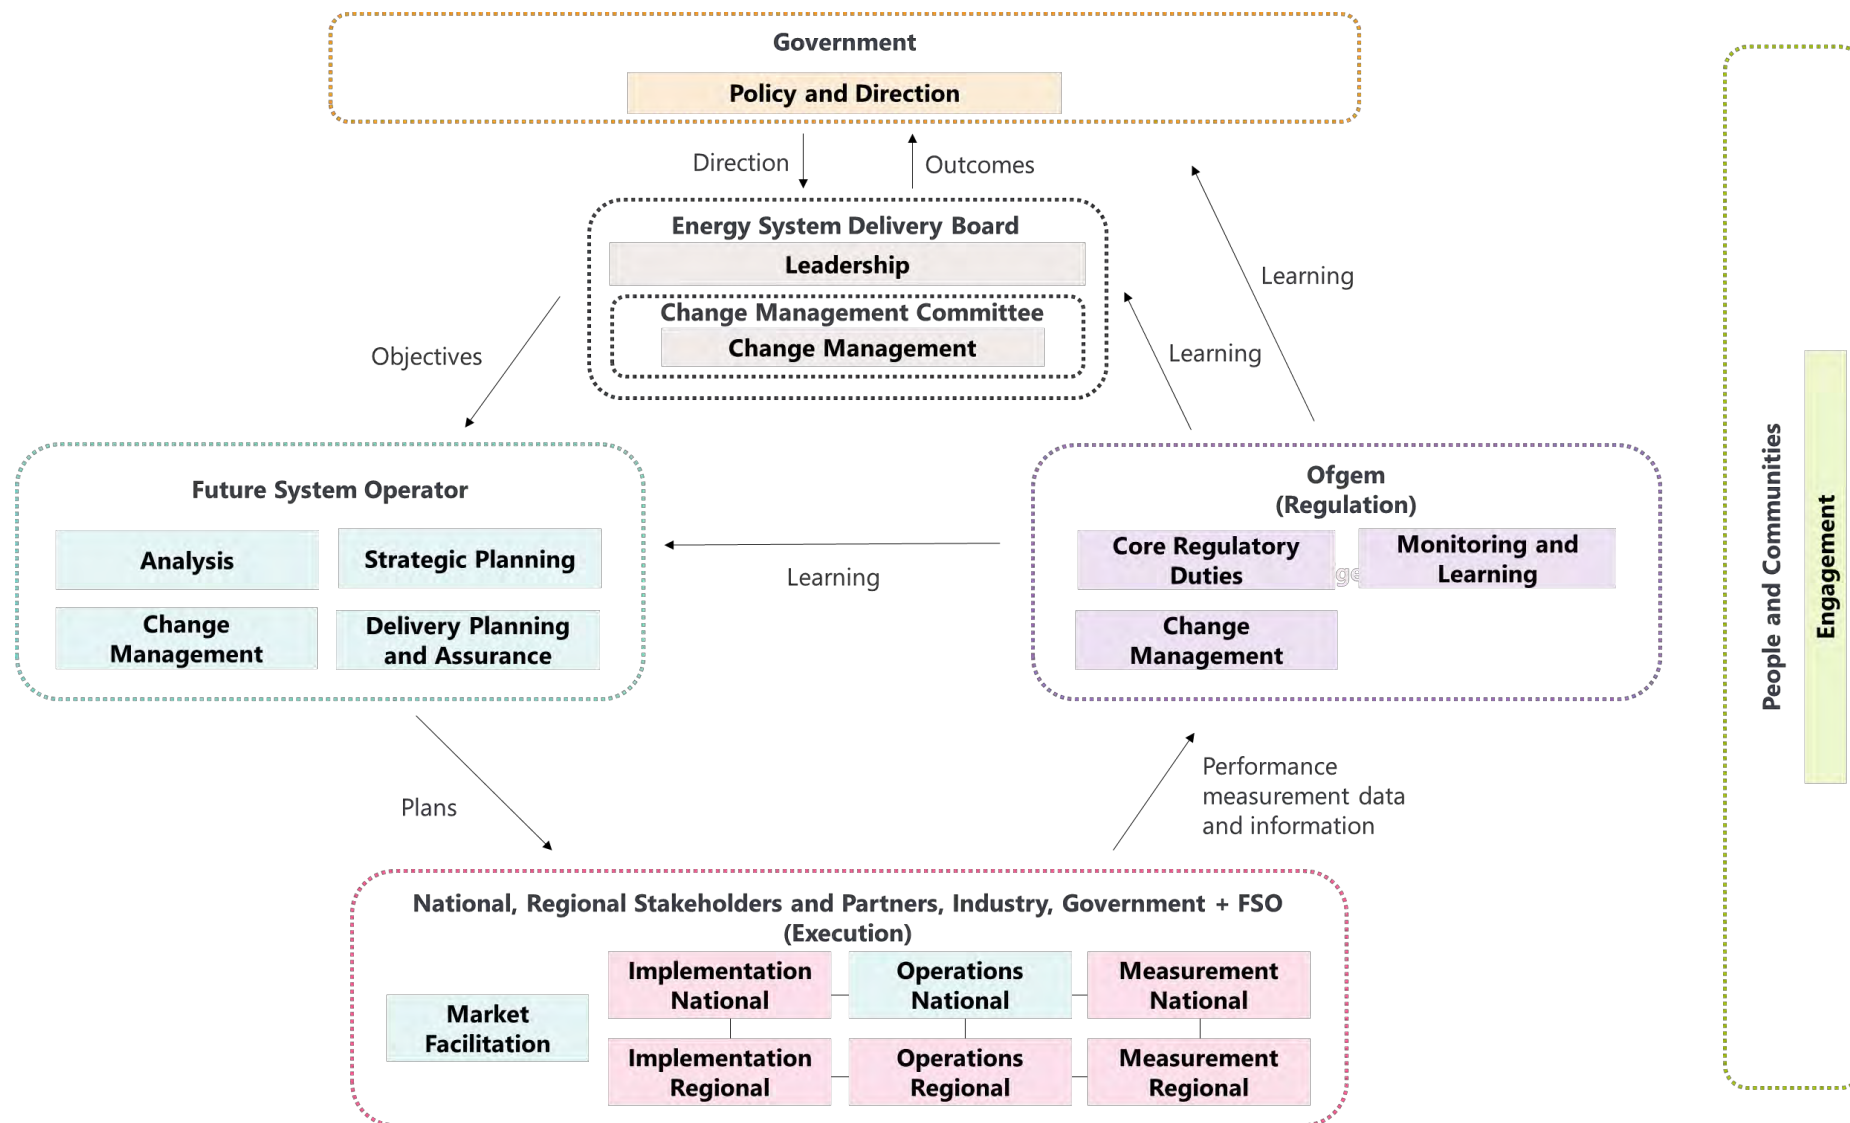 Government
Policy and Direction
Direction
Outcomes
Energy System Delivery Board
Leadership
Change Management Committee
Change Management
Learning
Learning
Objectives
Future System Operator
Analysis
Strategic Planning
Change
Management
Delivery Planning
and Assurance
Learning
Ofgem
(Regulation)
Core Regulatory
Duties
Monitoring and
Learning
Change
Management
Plans
Performance
measurement data
and information
National, Regional Stakeholders and Partners, Industry, Government + FSO
(Execution)
Market
Facilitation
Implementation
National
Operations
National
Measurement
National
Implementation
Regional
Operations
Regional
Measurement
Regional
People and Communities
Engagement